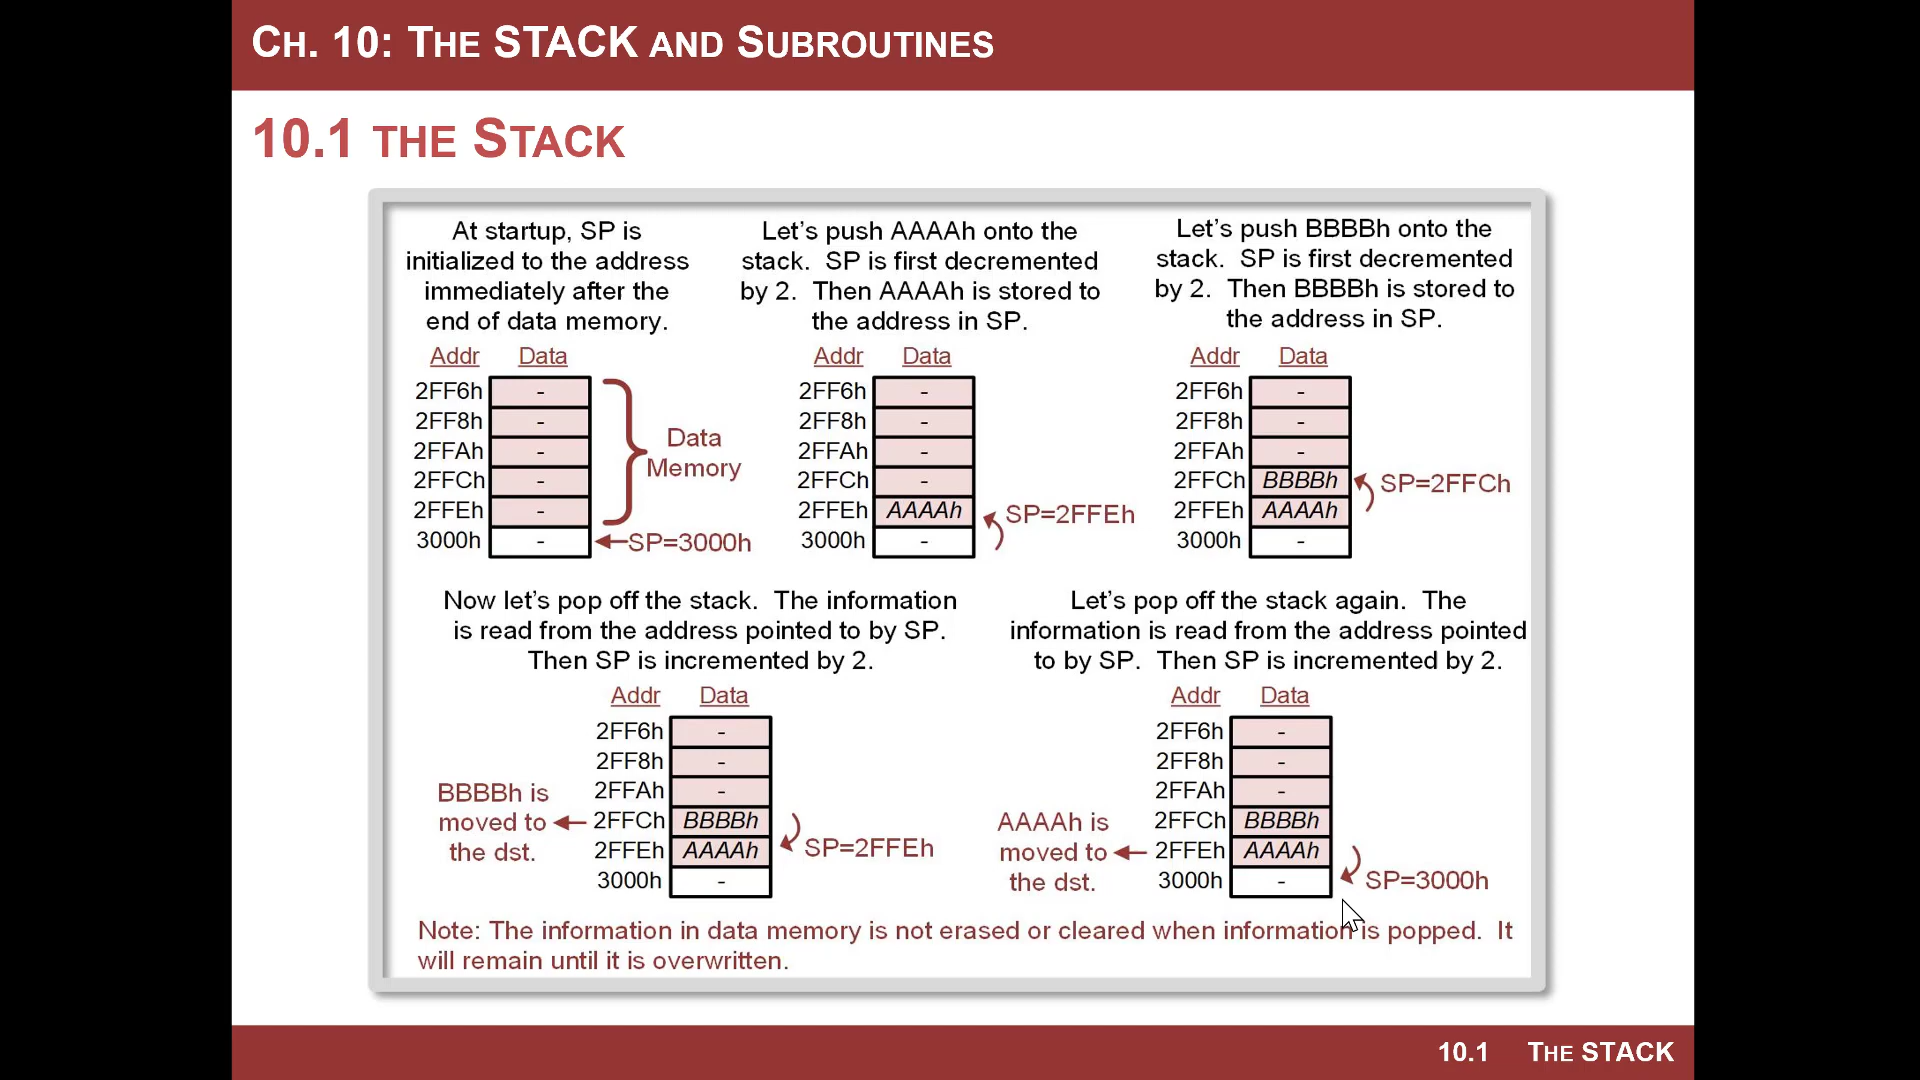 CH. 10: THE STACK AND SUBROUTINES
10.1 THE STACK
At startup, SP is
initialized to the address
immediately after the
end of data memory.
Addr Data
2FF6h -
2FF8h -
2FFAh -
2FFCh -
2FFEh -
3000h -
Data
Memory
SP=3000h
Let's push AAAAh onto the
stack. SP is first decremented
by 2. Then AAAAh is stored to
the address in SP.
Addr Data
2FF6h -
2FF8h -
2FFAh -
2FFCh -
2FFEh AAAAh
3000h -
SP=2FFEh
Let's push BBBBh onto the
stack. SP is first decremented
by 2. Then BBBBh is stored to
the address in SP.
Addr Data
2FF6h -
2FF8h -
2FFAh -
2FFCh BBBBh
2FFEh AAAAh
3000h -
SP=2FFCh
Now let's pop off the stack. The information
is read from the address pointed to by SP.
Then SP is incremented by 2.
Addr Data
2FF6h -
2FF8h -
2FFAh -
2FFCh BBBBh
2FFEh AAAAh
3000h -
BBBBh is
moved to
the dst.
SP=2FFEh
Let's pop off the stack again. The
information is read from the address pointed
to by SP. Then SP is incremented by 2.
Addr Data
2FF6h -
2FF8h -
2FFAh -
2FFCh BBBBh
2FFEh AAAAh
3000h -
AAAAh is
moved to
the dst.
SP=3000h
Note: The information in data memory is not erased or cleared when information is popped. It
will remain until it is overwritten.
10.1 THE STACK